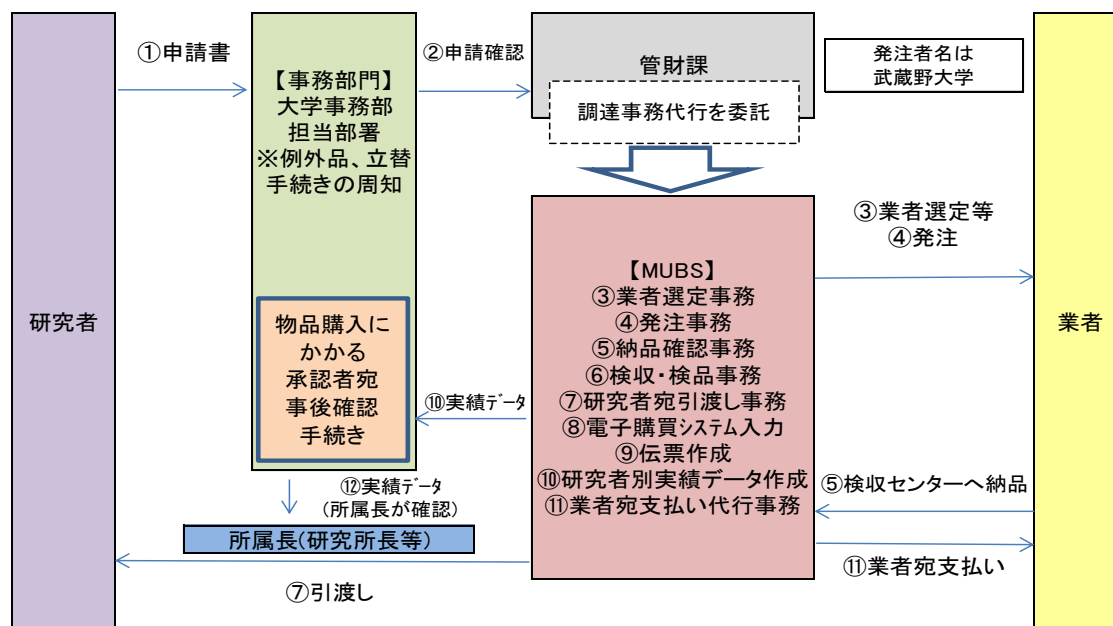 研究者
①申請書
【事務部門】
大学事務部
担当部署
※例外品、立替
手続きの周知
物品購入に
かかる
承認者宛
事後確認
手続き
②申請確認
管財課
調達事務代行を委託
発注者名は
武蔵野大学
【MUBS】
③業者選定事務
④発注事務
⑤納品確認事務
⑥検収・検品事務
⑦研究者宛引渡し事務
⑧電子購買ｼｽﾃﾑ入力
⑨伝票作成
⑩研究者別実績データ作成
⑪業者宛支払い代行事務
③業者選定等
④発注
業者
⑩実績ﾃﾞｰﾀ
⑤検収センターへ納品
⑪業者宛支払い
⑫実績ﾃﾞｰﾀ
(所属長が確認)
所属長(研究所長等)
⑦引渡し